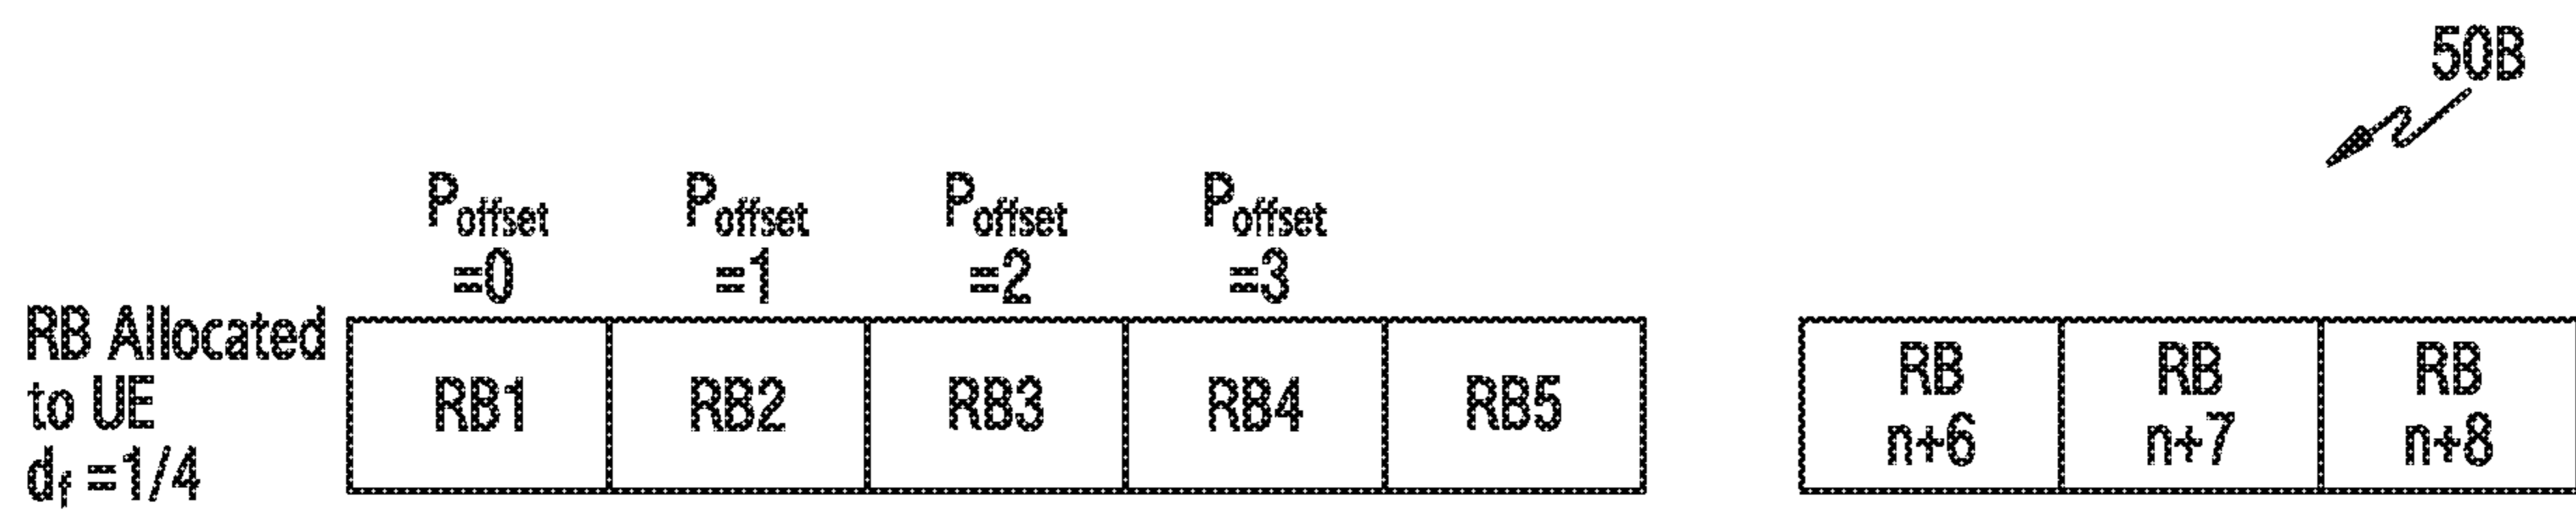 50B
Poffset Poffset Poffset Poffset
=0 =1 =2 =3
RB Allocated
to UE
df =1/4
RB1 RB2 RB3 RB4 RB5
RB RB RB
n+6 n+7 n+8